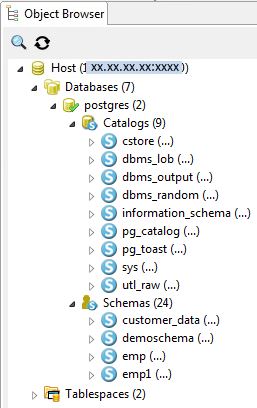 Object Browser
Host (1 xx.xx.xx.xx:xxxx ))
Databases (7)
postgres (2)
Catalogs (9)
cstore (...)
dbms_lob (...)
dbms_output (...)
dbms_random (...)
information_schema (...)
pg_catalog (...)
pg_toast (...)
sys (...)
utl_raw (...)
Schemas (24)
customer_data (...)
demoschema (...)
emp (...)
emp1 (...)
Tablespaces (2)